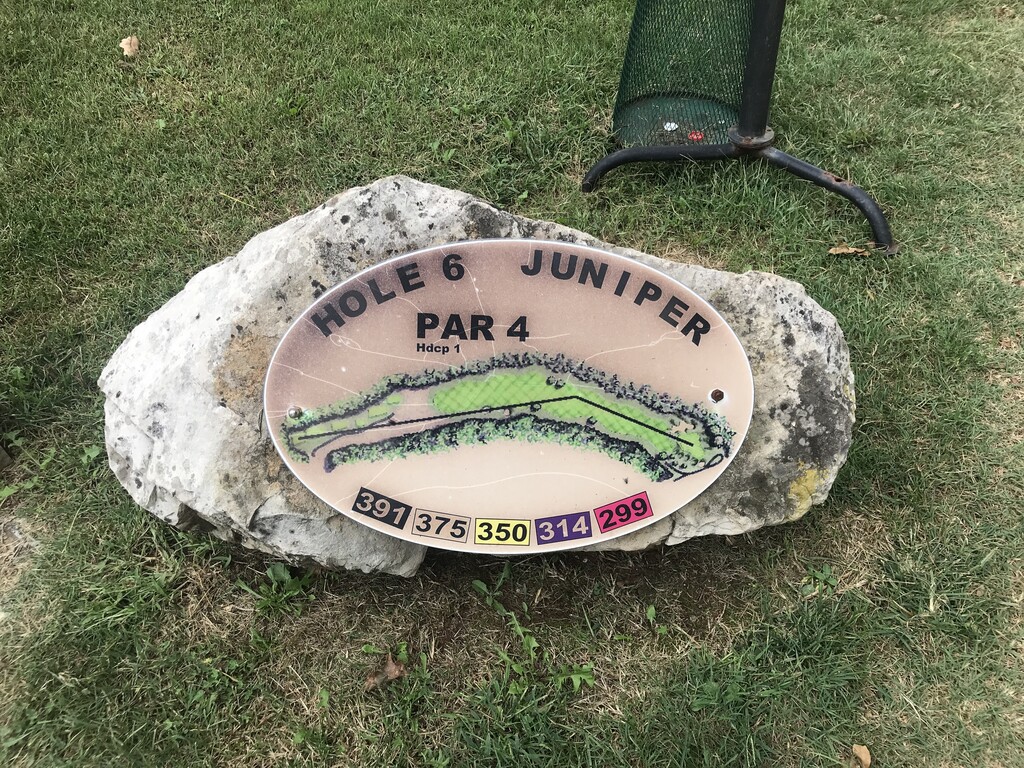 HOLE 6 JUNIPER
PAR 4
Hdcp 1
391 375 350 314 299